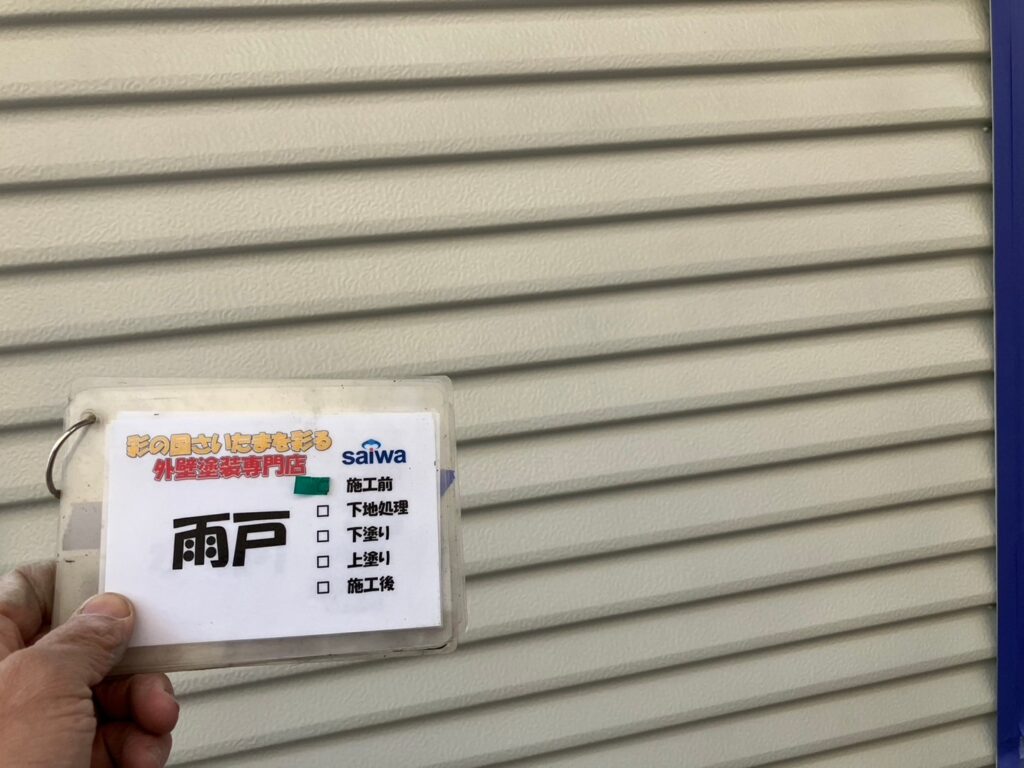 彩の国さいたまを彩る
外壁塗装専門店
saiwa
雨戸
施工前
□ 下地処理
□ 下塗り
□ 上塗り
□ 施工後